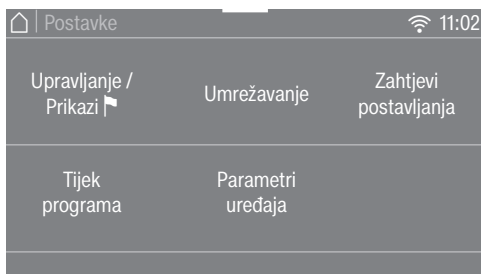 Postavke 11:02
Upravljanje / Umrežavanje Zahtjevi
Prikazi postavljanja
Tijek Parametri
programa uređaja